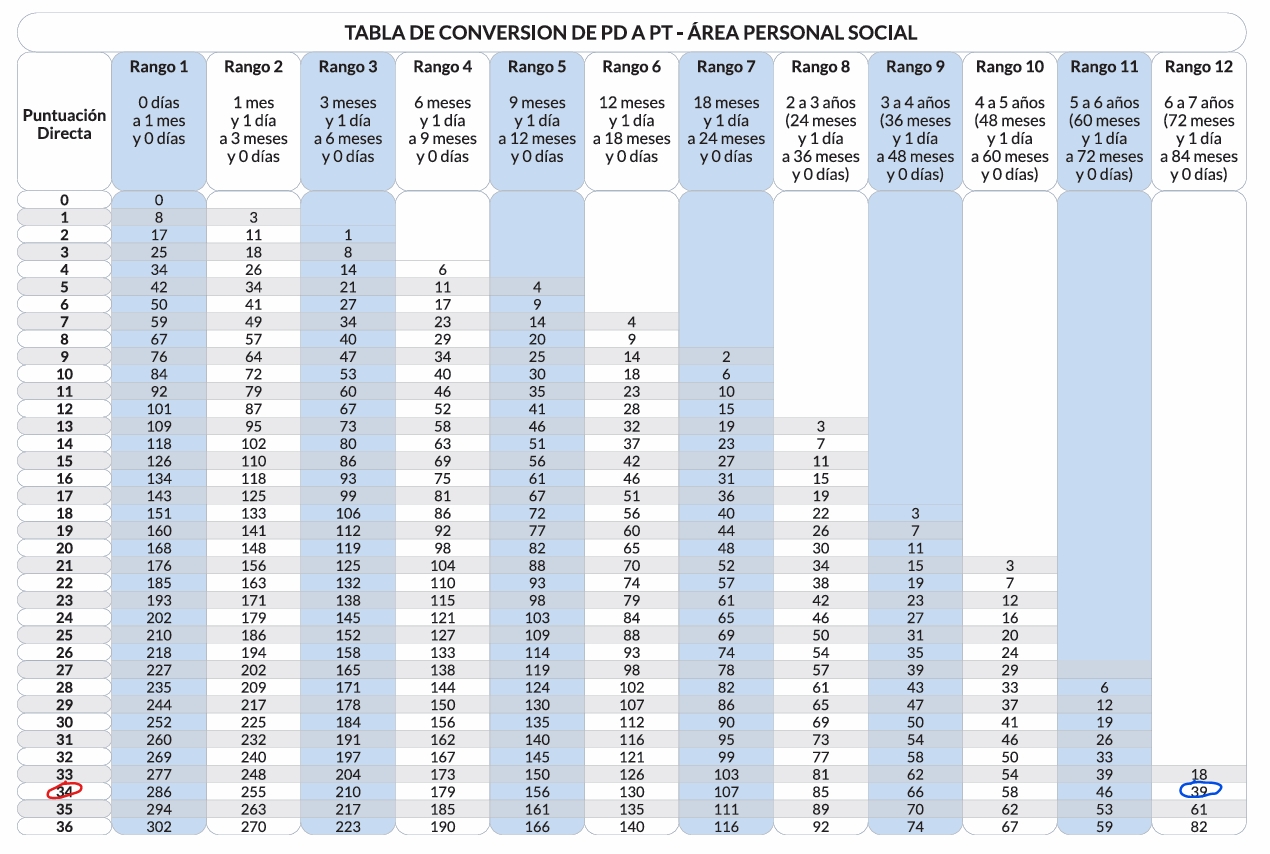 TABLA DE CONVERSION DE PD A PT - ÁREA PERSONAL SOCIAL
Puntuación Directa Rango 1 Rango 2 Rango 3 Rango 4 Rango 5 Rango 6 Rango 7 Rango 8 Rango 9 Rango 10 Rango 11 Rango 12
0 días 1 mes 3 meses 6 meses 9 meses 12 meses 18 meses 2 a 3 años 3 a 4 años 4 a 5 años 5 a 6 años 6 a 7 años
a 1 mes y 1 día y 1 día y 1 día y 1 día y 1 día y 1 día (24 meses (36 meses (48 meses (60 meses (72 meses
y 0 días a 3 meses a 6 meses a 9 meses a 12 meses a 18 meses a 24 meses y 1 día y 1 día y 1 día y 1 día y 1 día
y 0 días y 0 días y 0 días y 0 días y 0 días y 0 días a 36 meses a 48 meses a 60 meses a 72 meses a 84 meses
y 0 días) y 0 días) y 0 días) y 0 días) y 0 días)
0 0
1 8 3
2 17 11 1
3 25 18 8
4 34 26 14 6
5 42 34 21 11 4
6 50 41 27 17 9
7 59 49 34 23 14 4
8 67 57 40 29 20 9
9 76 64 47 34 25 14 2
10 84 72 53 40 30 18 6
11 92 79 60 46 35 23 10
12 101 87 67 52 41 28 15
13 109 95 73 58 46 32 19 3
14 118 102 80 63 51 37 23 7
15 126 110 86 69 56 42 27 11
16 134 118 93 75 61 46 31 15
17 143 125 99 81 67 51 36 19
18 151 133 106 86 72 56 40 22 3
19 160 141 112 92 77 60 44 26 7
20 168 148 119 98 82 65 48 30 11
21 176 156 125 104 88 70 52 34 15 3
22 185 163 132 110 93 74 57 38 19 7
23 193 171 138 115 98 79 61 42 23 12
24 202 179 145 121 103 84 65 46 27 16
25 210 186 152 127 109 88 69 50 31 20
26 218 194 158 133 114 93 74 54 35 24
27 227 202 165 138 119 98 78 57 39 29
28 235 209 171 144 124 102 82 61 43 33 6
29 244 217 178 150 130 107 86 65 47 37 12
30 252 225 184 156 135 112 90 69 50 41 19
31 260 232 191 162 140 116 95 73 54 46 26
32 269 240 197 167 145 121 99 77 58 50 33
33 277 248 204 173 150 126 103 81 62 54 39 18
34 286 255 210 179 156 130 107 85 66 58 46 39
35 294 263 217 185 161 135 111 89 70 62 53 61
36 302 270 223 190 166 140 116 92 74 67 59 82